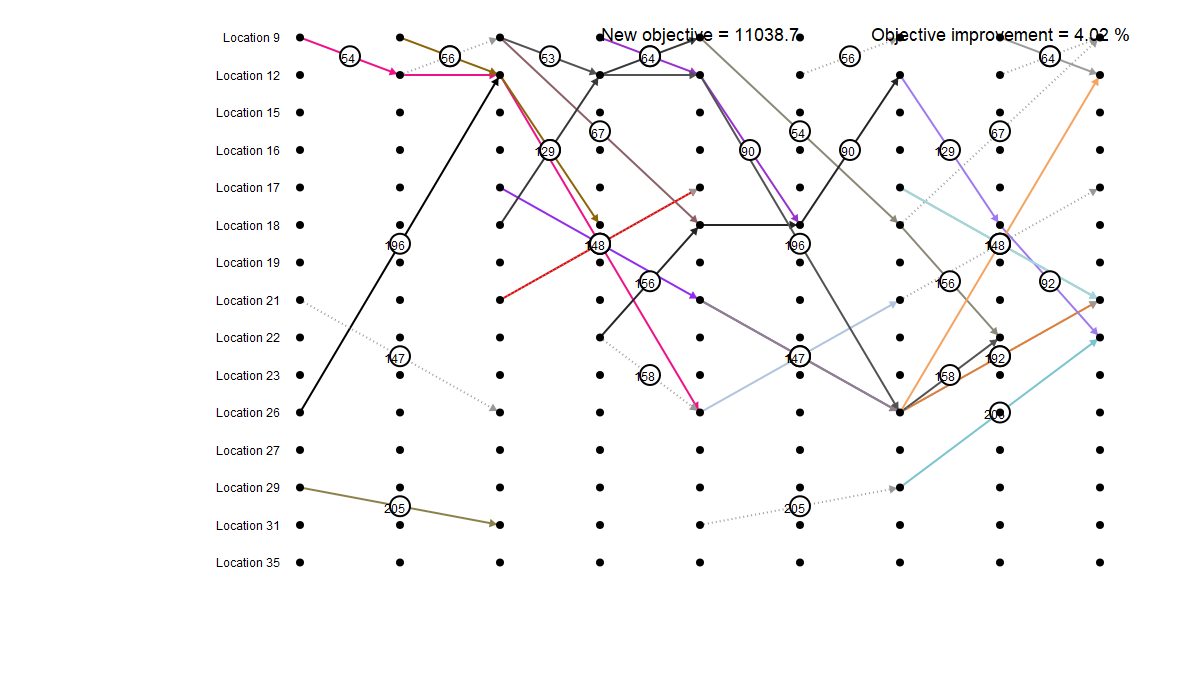 New objective = 11038.7 Objective improvement = 4.02 %
Location 9
54 56 53 64 56 64
Location 12
Location 15
67 54 67
Location 16
129 90 90 129
Location 17
Location 18
196 148 196 148
Location 19
156 156 92
Location 21
Location 22
147 147 192
Location 23
158 158
Location 26
206
Location 27
Location 29
205 205
Location 31
Location 35